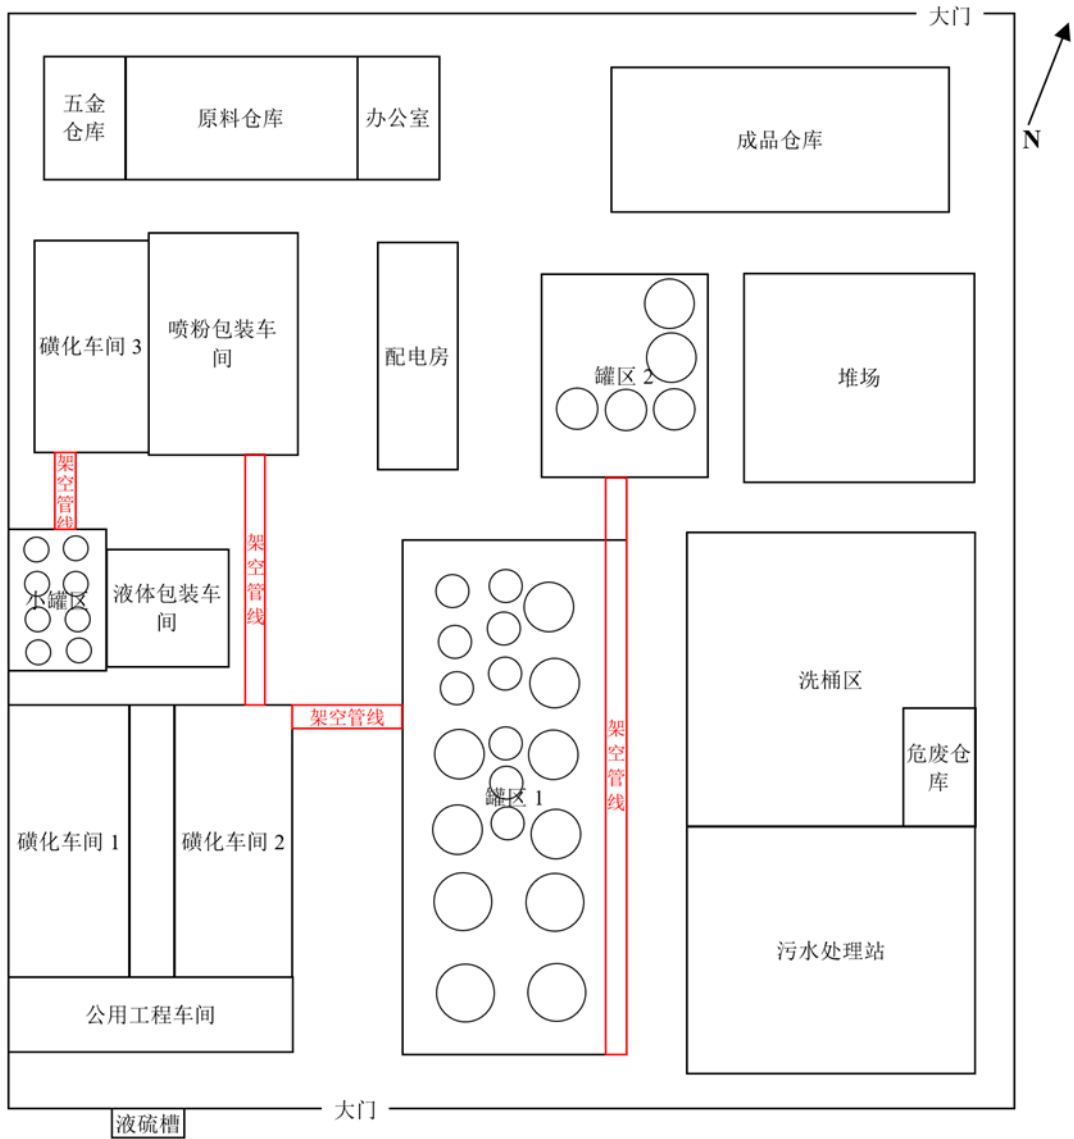 大门
N
五金
仓库
原料仓库
办公室
成品仓库
磺化车间 3
喷粉包装车
间
配电房
罐区 2
堆场
架空管线
架空管线
小罐区
液体包装车
间
架空管线
架空管线
罐区 1
洗桶区
危废仓
库
磺化车间 1
磺化车间 2
污水处理站
公用工程车间
大门
液硫槽